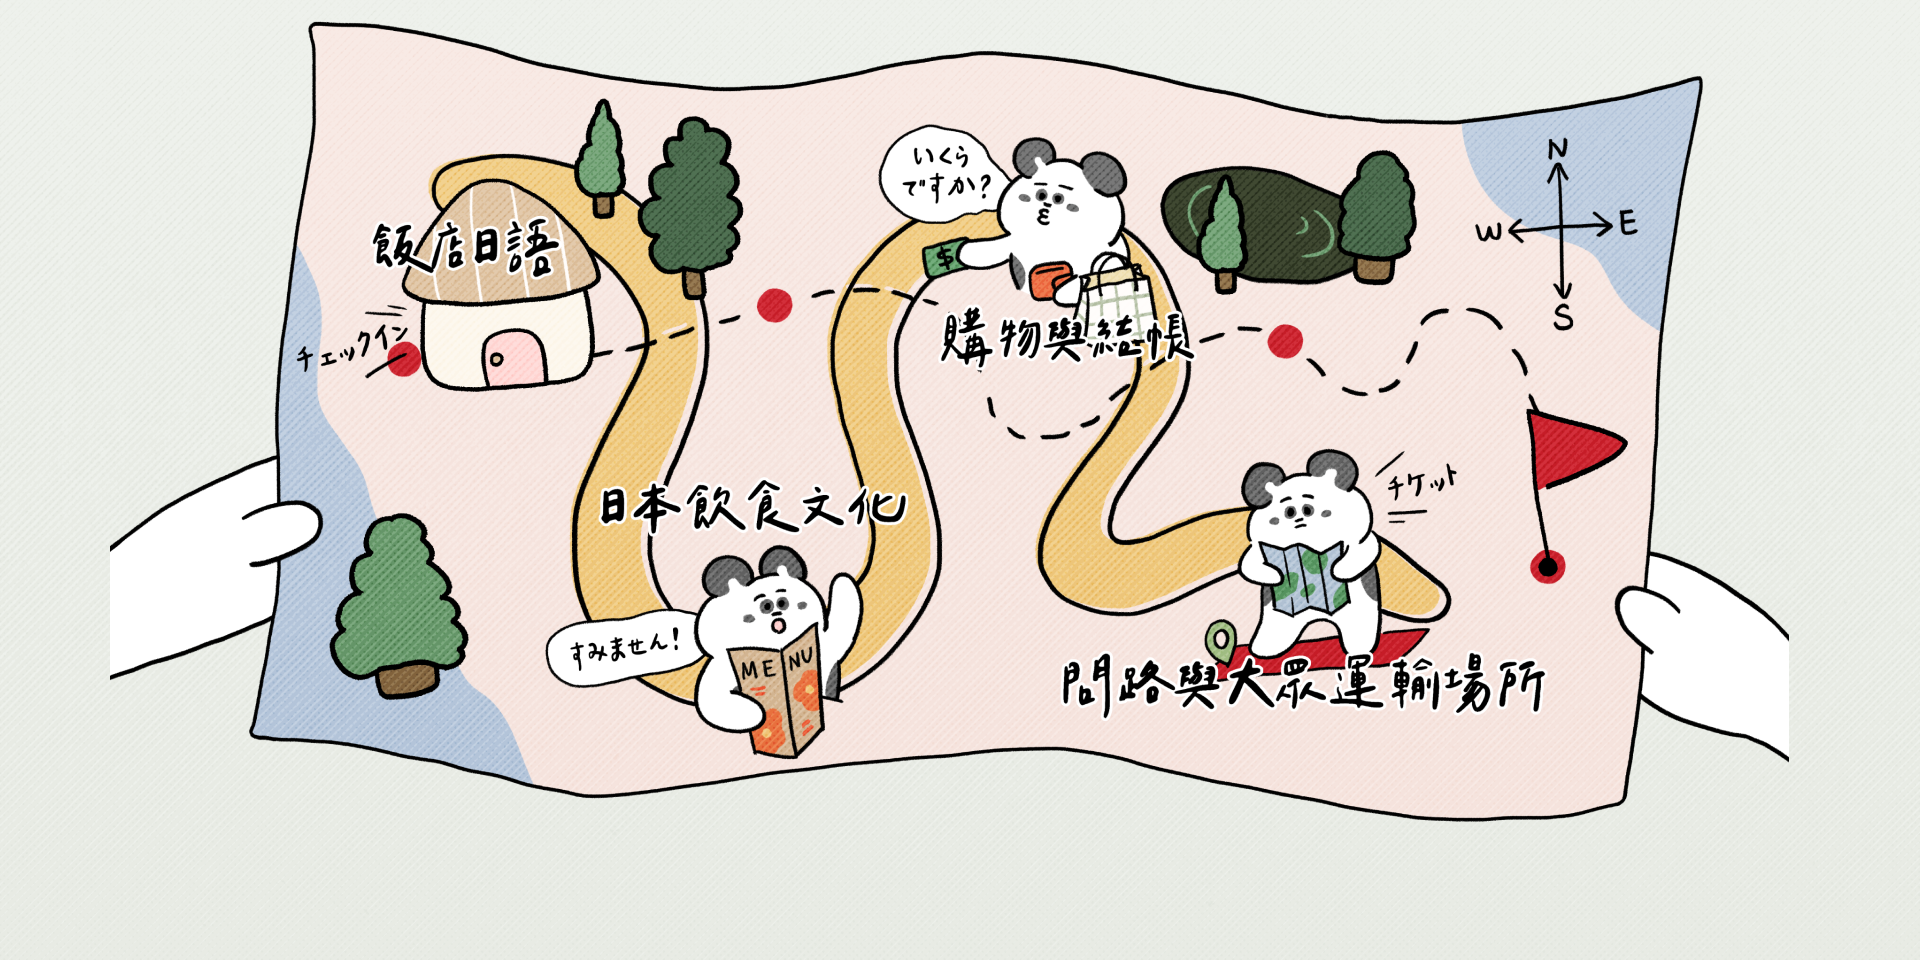 N
W
E
S
いくら
ですか?
$
飯店日語
チェックイン
購物與結帳
チケット
日本飲食文化
すみません!
MENU
問路與大眾運輸場所